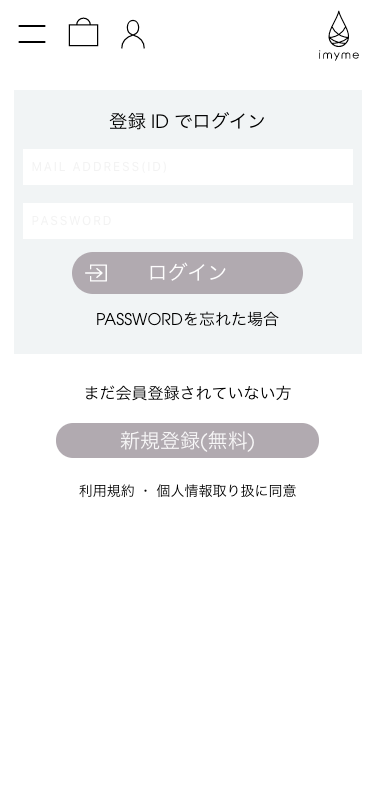 imyme
登録 ID でログイン
MAIL ADDRESS(ID)
PASSWORD
ログイン
PASSWORDを忘れた場合
まだ会員登録されていない方
新規登録(無料)
利用規約 ・ 個人情報取り扱に同意